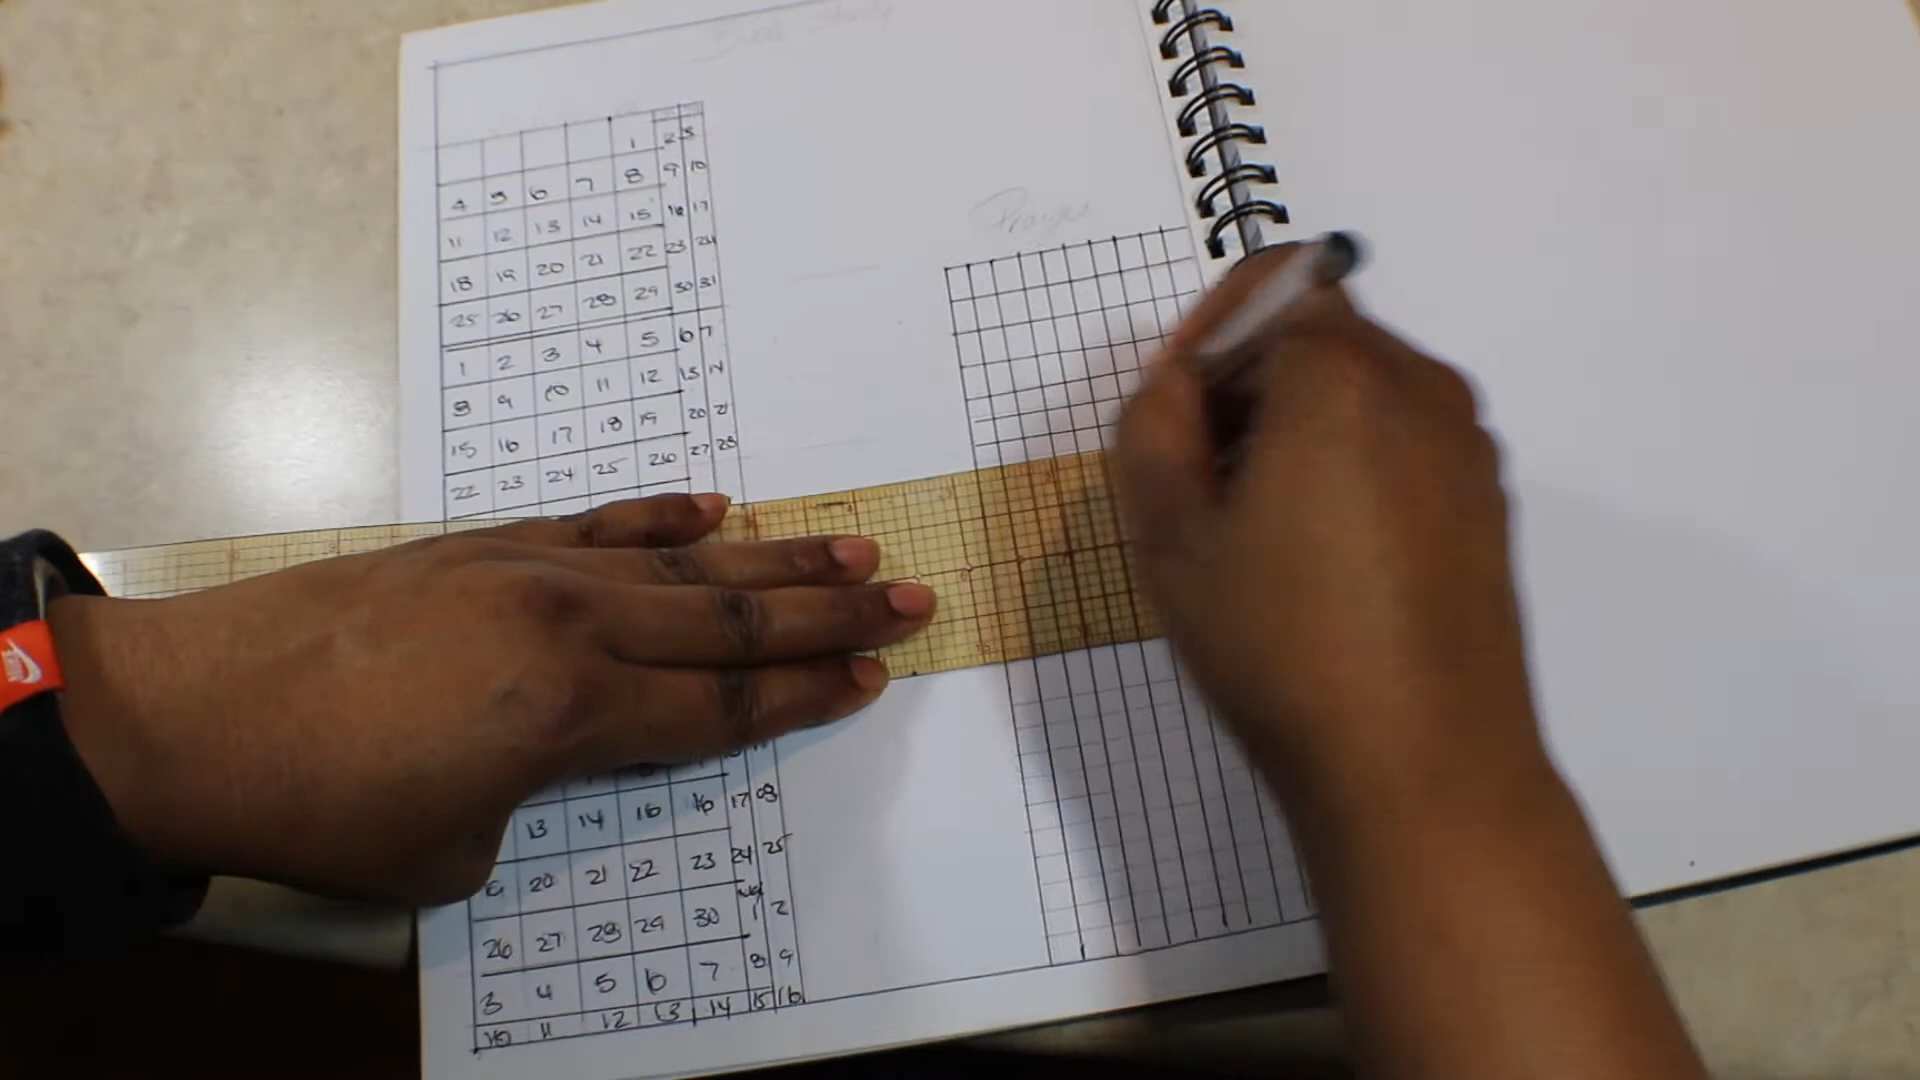 1 2 3
4 5 6 7 8 9 10
11 12 13 14 15 16 17
18 19 20 21 22 23 24
25 26 27 28 29 30 31
1 2 3 4 5 6 7
8 9 10 11 12 13 14
15 16 17 18 19 20 21
22 23 24 25 26 27 28
13 14 16 16 17
20 21 22 23 24 25
26 27 28 29 30 1 2
3 4 5 6 7 8 9
10 11 12 13 14 15 16
Prayer